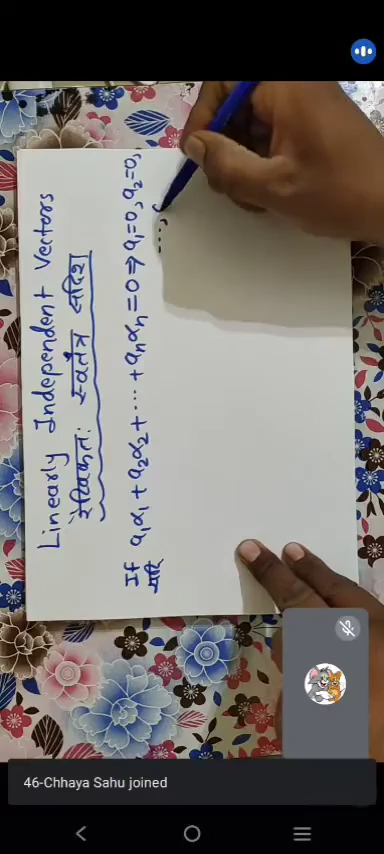 Linearly Independent Vectors
रैखिकतः स्वतंत्र सदिश
If a₁α₁ + a₂α₂ + ... + aₙαₙ = 0 ⇒ a₁=0, a₂=0,
यदि ...
46-Chhaya Sahu joined